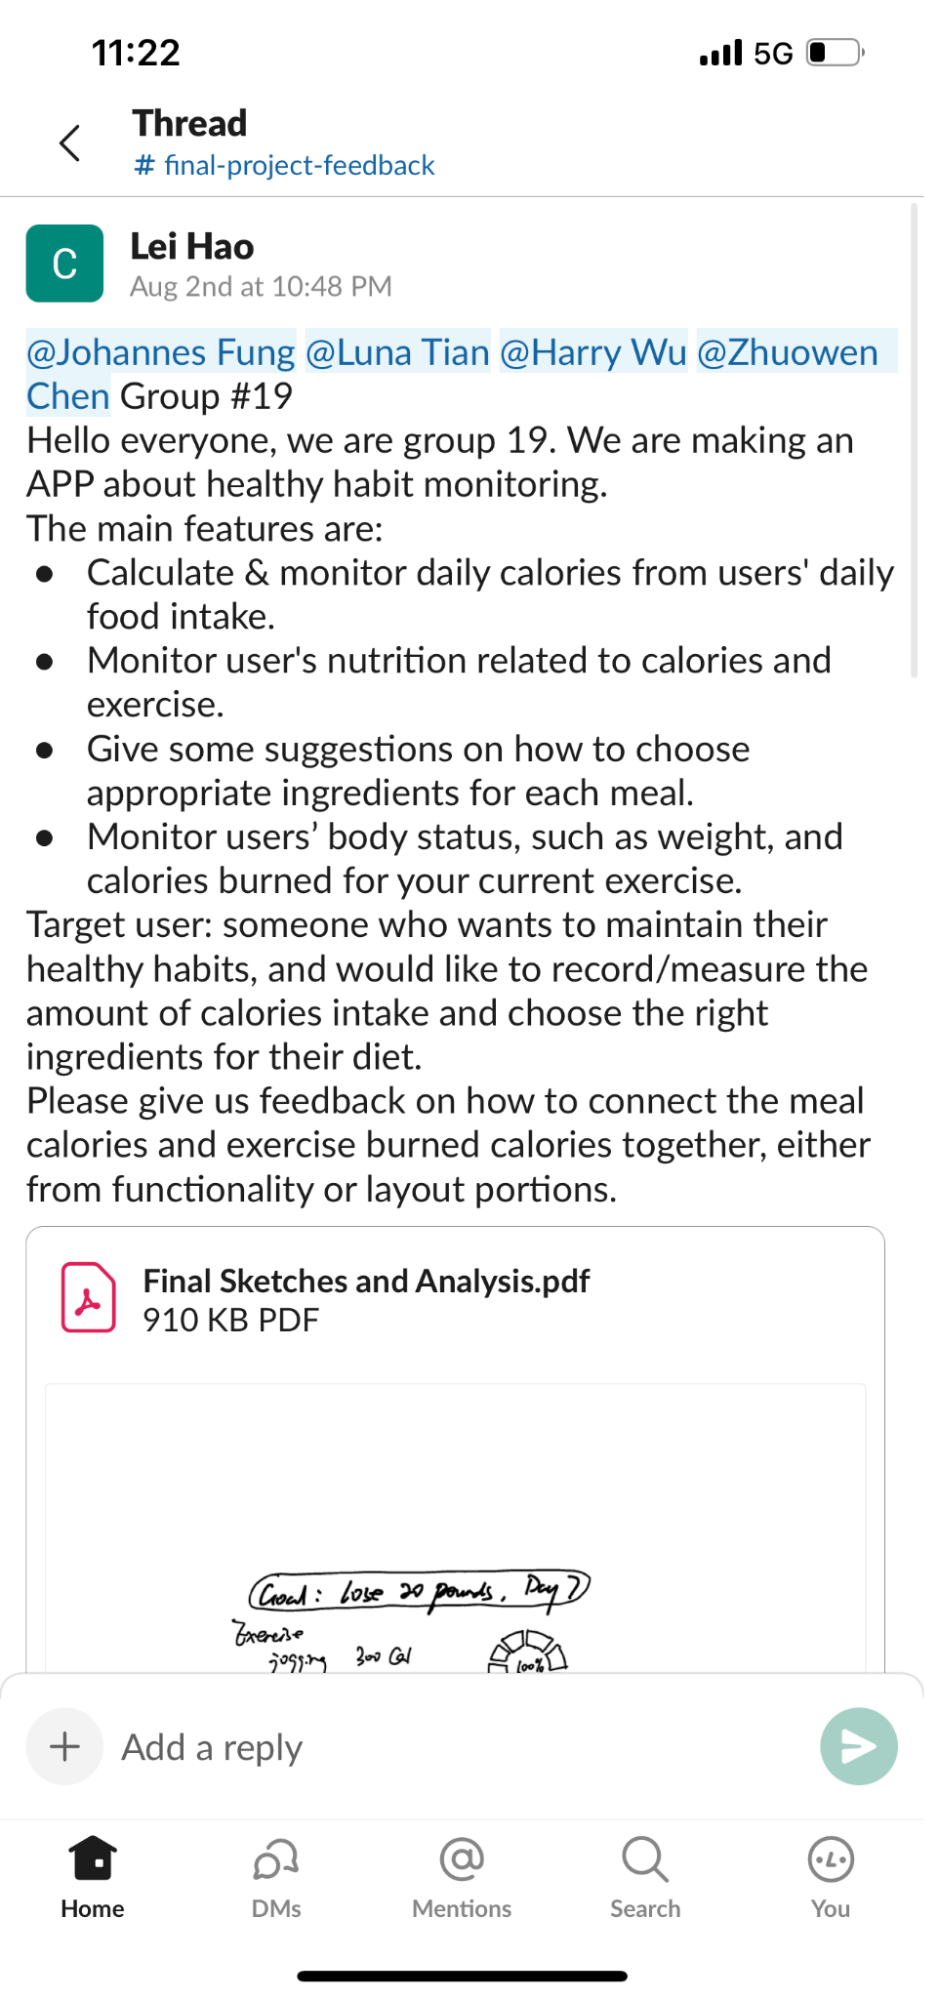 11:22
5G
Thread
# final-project-feedback
C
Lei Hao
Aug 2nd at 10:48 PM
@Johannes Fung @Luna Tian @Harry Wu @Zhuowen
Chen Group #19
Hello everyone, we are group 19. We are making an
APP about healthy habit monitoring.
The main features are:
● Calculate & monitor daily calories from users' daily
food intake.
● Monitor user's nutrition related to calories and
exercise.
● Give some suggestions on how to choose
appropriate ingredients for each meal.
● Monitor users’ body status, such as weight, and
calories burned for your current exercise.
Target user: someone who wants to maintain their
healthy habits, and would like to record/measure the
amount of calories intake and choose the right
ingredients for their diet.
Please give us feedback on how to connect the meal
calories and exercise burned calories together, either
from functionality or layout portions.
Final Sketches and Analysis.pdf
910 KB PDF
Goal: lose 20 pounds, Day 7
Exercise
jogging 300 Cal
100%
Add a reply
Home
DMs
Mentions
Search
You